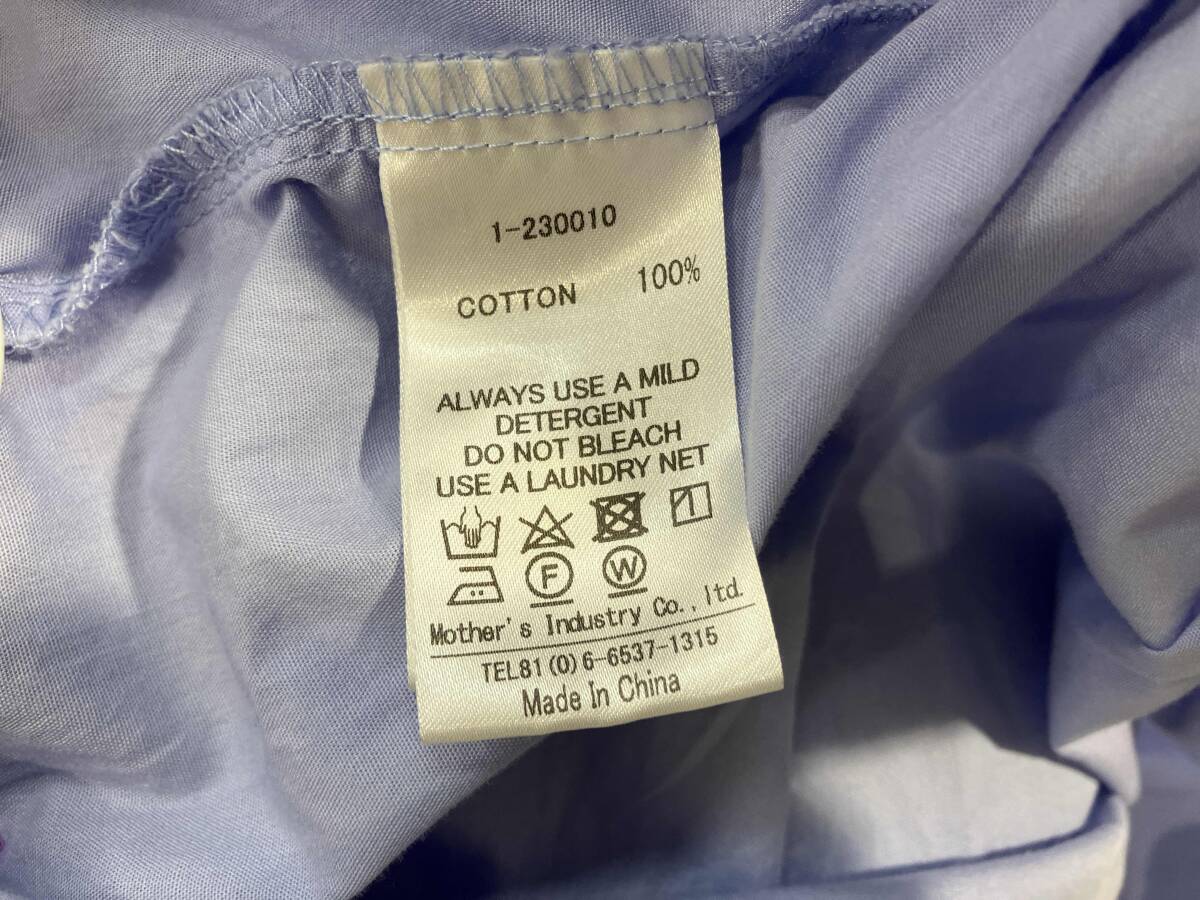 1-230010
COTTON 100%
ALWAYS USE A MILD
DETERGENT
DO NOT BLEACH
USE A LAUNDRY NET
F W
Mother's Industry Co.,ltd.
TEL81(0)6-6537-1315
Made In China